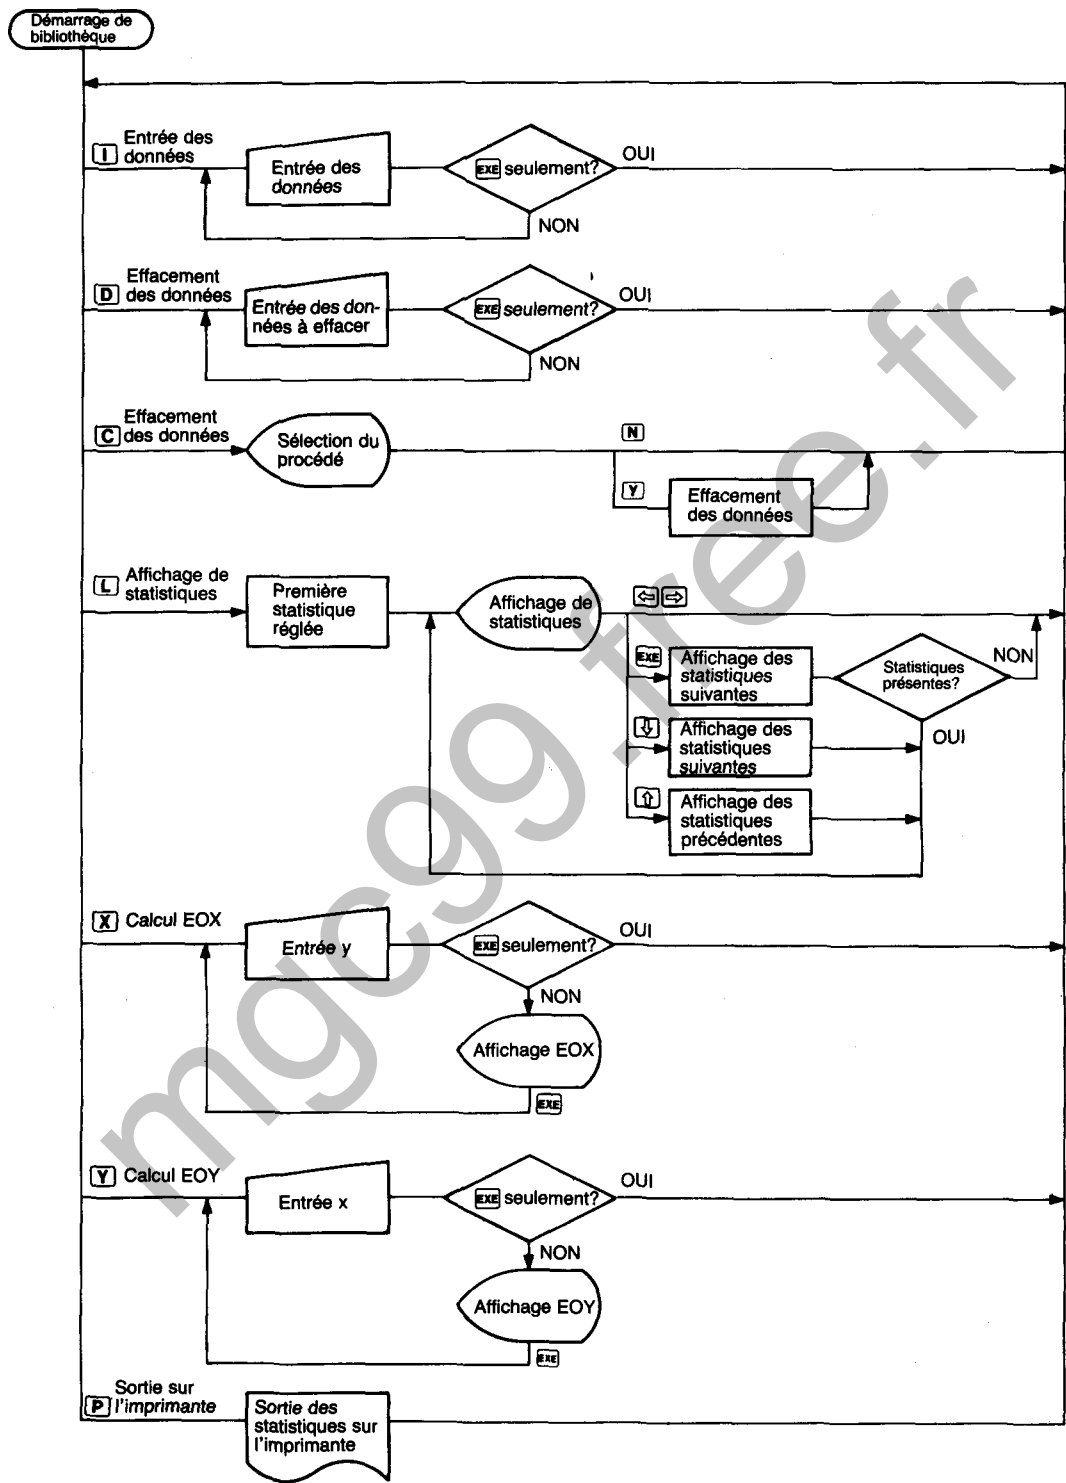 Démarrage de
bibliothèque
I Entrée des
données
Entrée des
données
EXE seulement?
OUI
NON
D Effacement
des données
Entrée des don-
nées à effacer
EXE seulement?
OUI
NON
C Effacement
des données
Sélection du
procédé
N
Y
Effacement
des données
L Affichage de
statistiques
Première
statistique
réglée
Affichage de
statistiques
⇦ ⇨
EXE
Affichage des
statistiques
suivantes
Statistiques
présentes?
NON
OUI
⇩
Affichage des
statistiques
suivantes
⇧
Affichage des
statistiques
précédentes
X Calcul EOX
Entrée y
EXE seulement?
OUI
NON
Affichage EOX
EXE
Y Calcul EOY
Entrée x
EXE seulement?
OUI
NON
Affichage EOY
EXE
P Sortie sur
l'imprimante
Sortie des
statistiques sur
l'imprimante
mgc99.free.fr